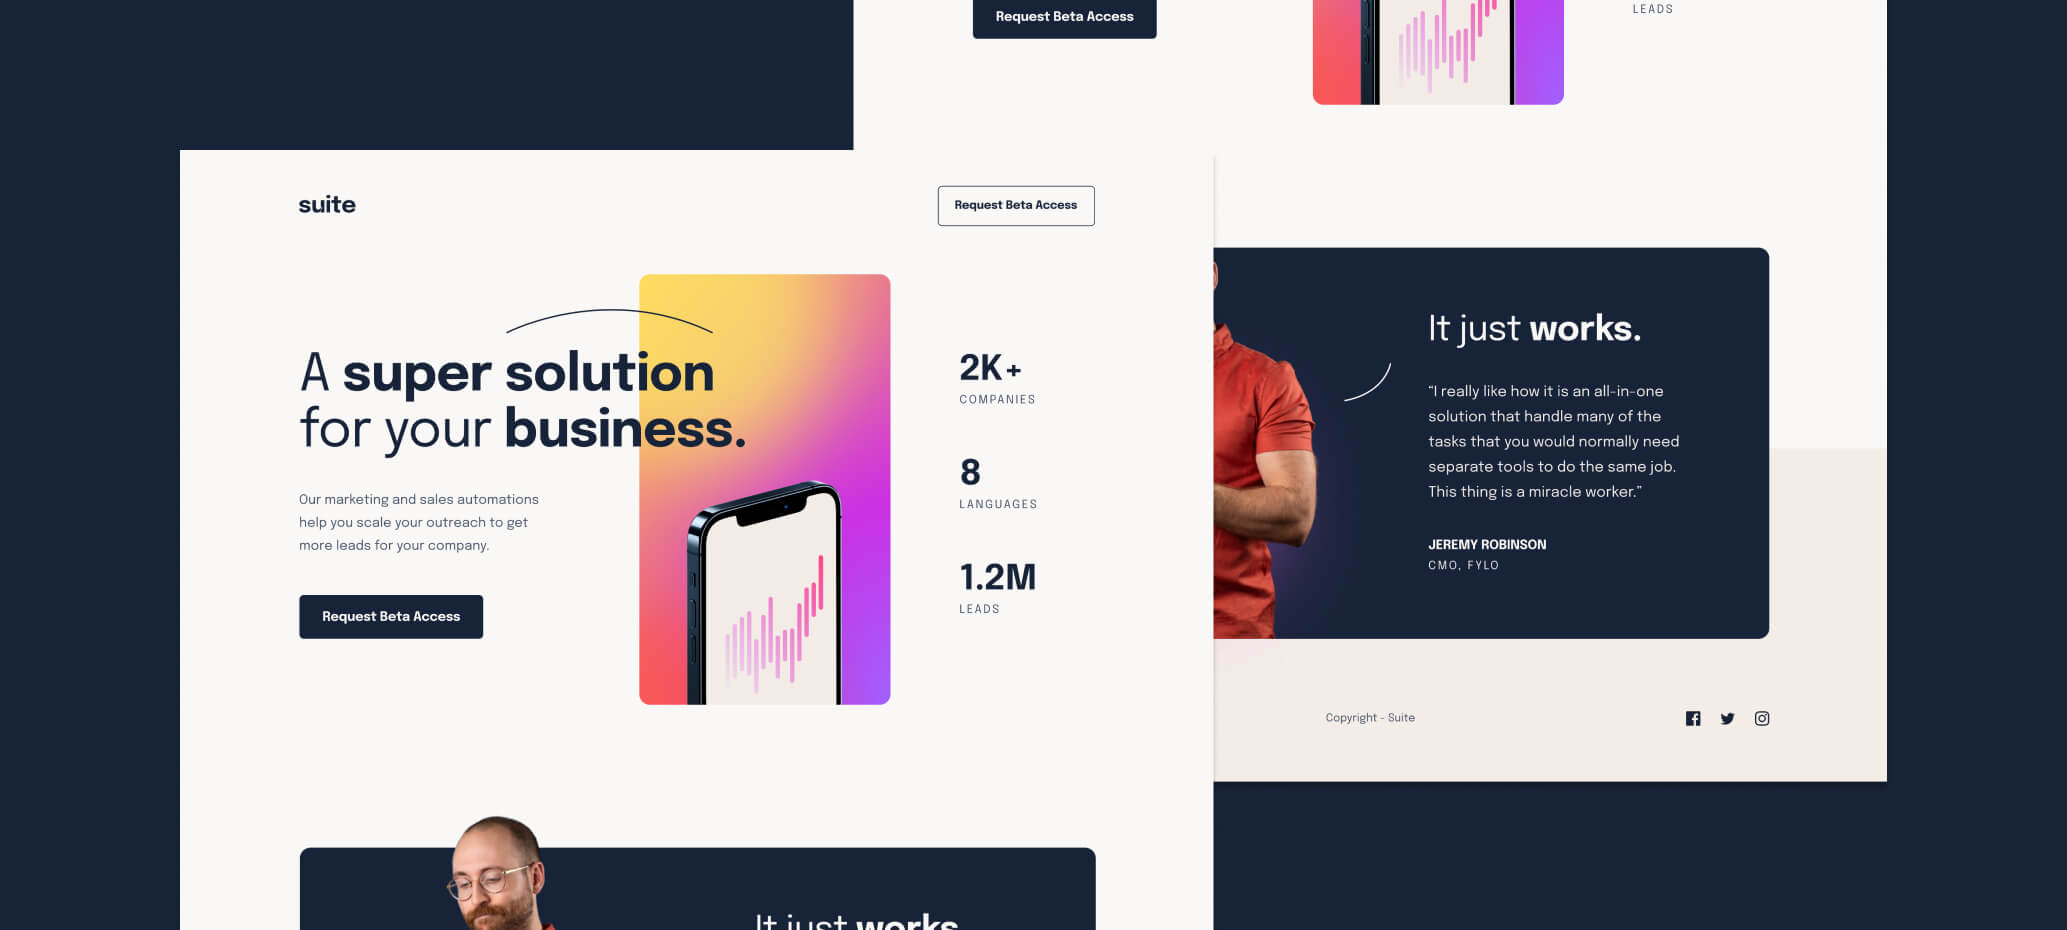 Request Beta Access
LEADS
suite
Request Beta Access
A super solution
for your business.
Our marketing and sales automations
help you scale your outreach to get
more leads for your company.
Request Beta Access
2K+
COMPANIES
8
LANGUAGES
1.2M
LEADS
It just works.
“I really like how it is an all-in-one
solution that handle many of the
tasks that you would normally need
separate tools to do the same job.
This thing is a miracle worker.”
JEREMY ROBINSON
CMO, FYLO
Copyright - Suite
It just works